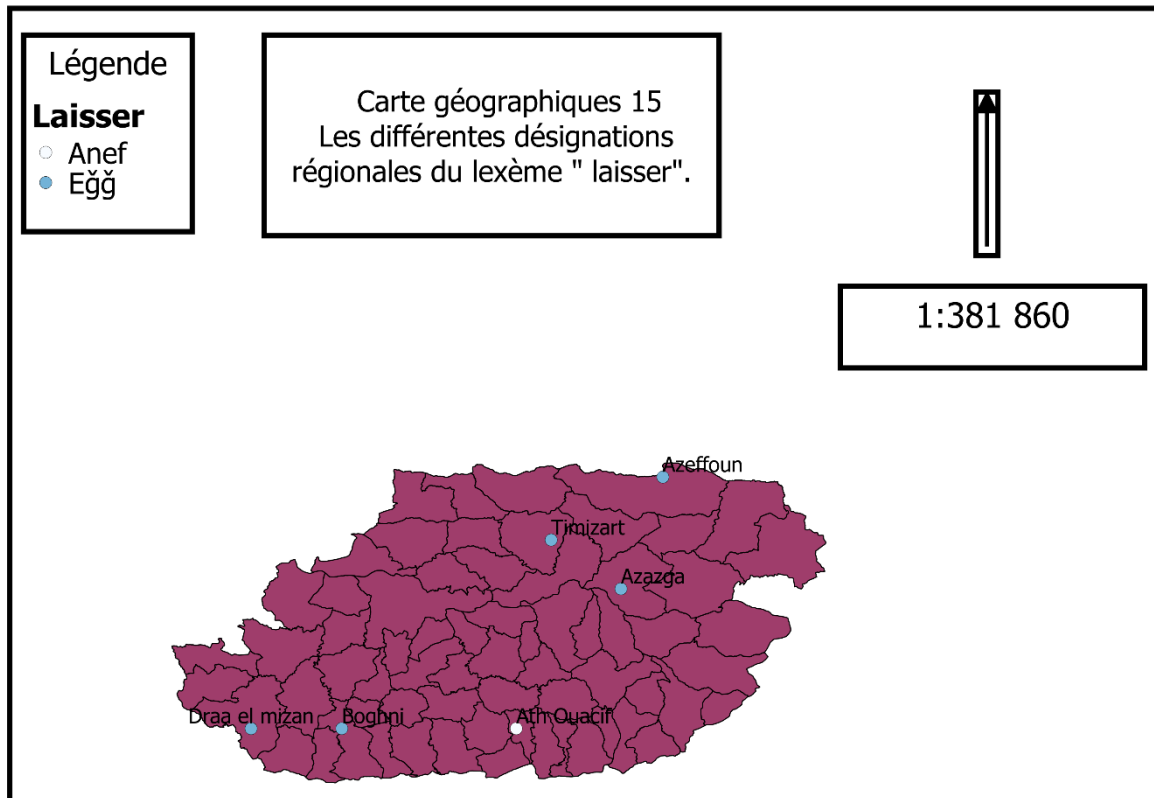 Légende
Laisser
Anef
Eǧǧ
Carte géographiques 15
Les différentes désignations
régionales du lexème " laisser".
1:381 860
Azeffoun
Timizart
Azazga
Draa el mizan
Boghni
Ath Ouacif